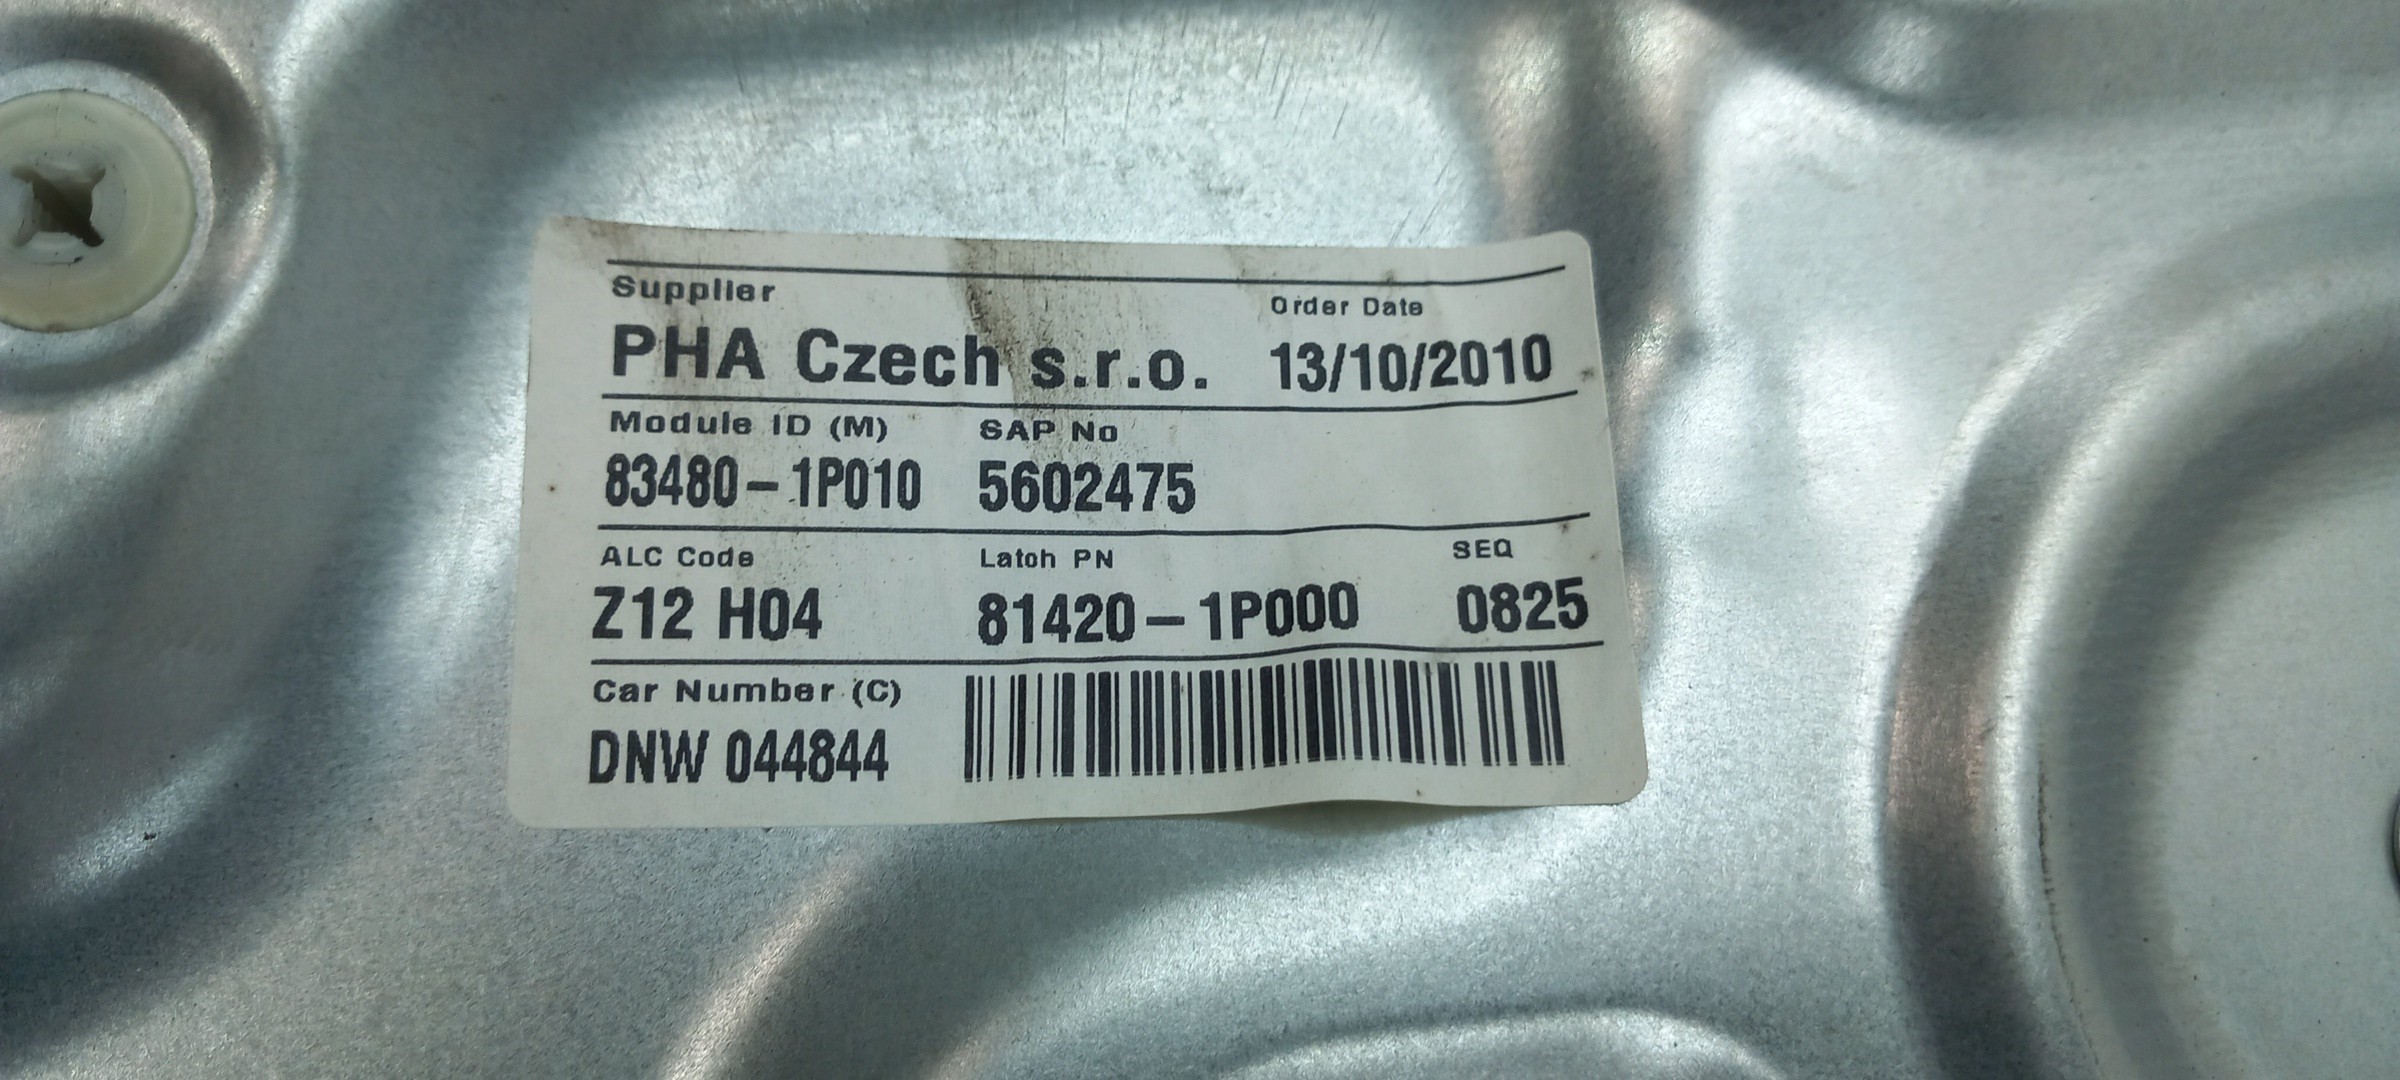 Supplier Order Date
PHA Czech s.r.o. 13/10/2010
Module ID (M) SAP No
83480-1P010 5602475
ALC Code Latch PN SEQ
Z12 H04 81420-1P000 0825
Car Number (C)
DNW 044844